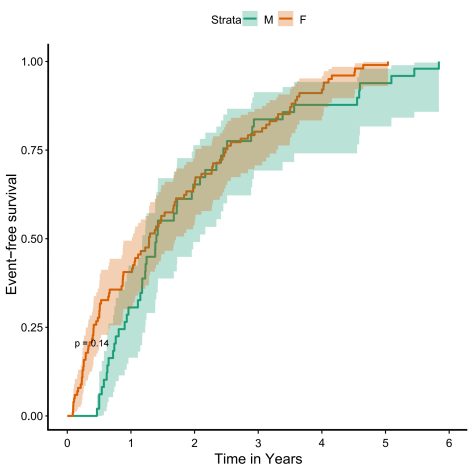 Strata M F
Event−free survival
1.00
0.75
0.50
0.25
0.00
p = 0.14
0 1 2 3 4 5 6
Time in Years